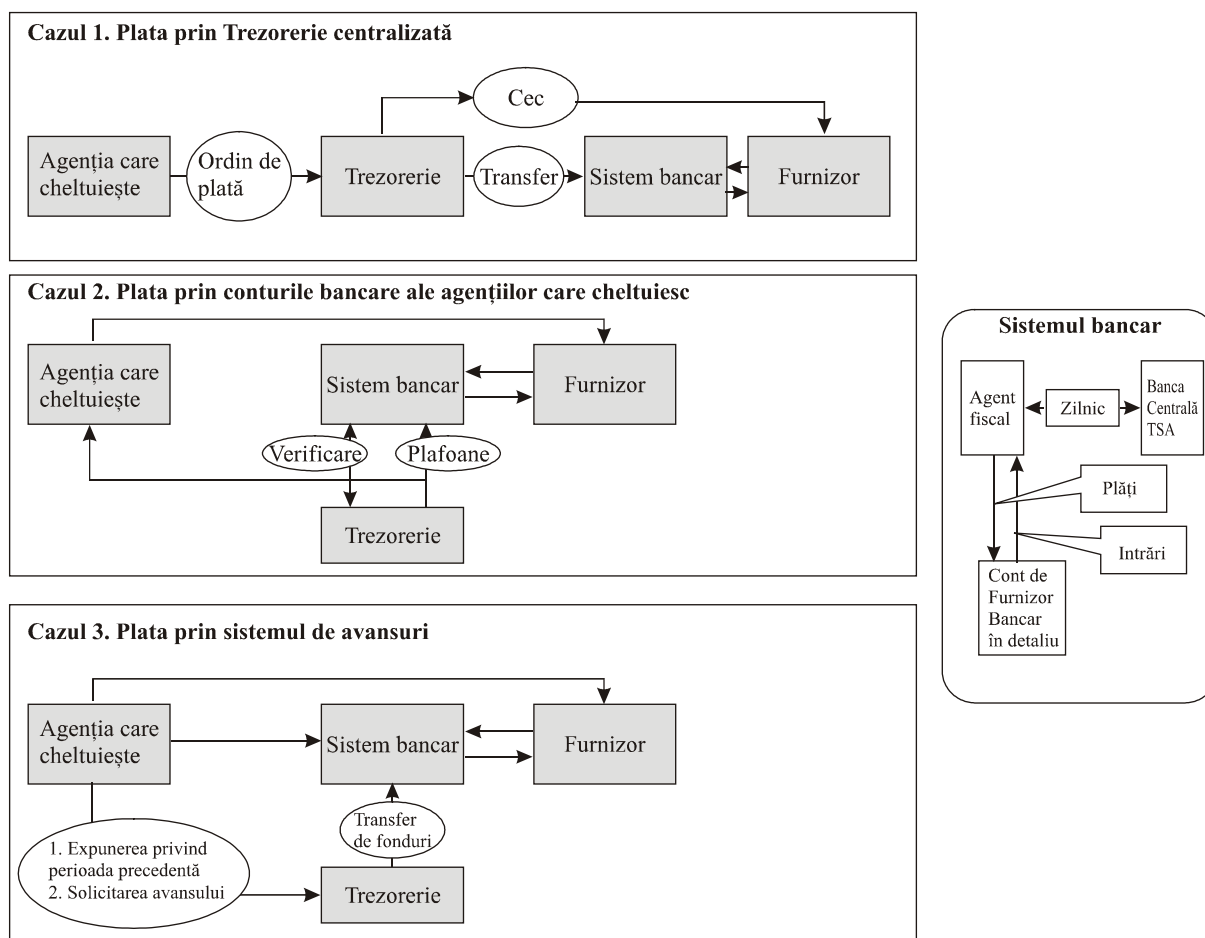 Cazul 1. Plata prin Trezorerie centralizată
Cec
Agenția care
cheltuiește
Ordin de
plată
Trezorerie
Transfer
Sistem bancar
Furnizor
Cazul 2. Plata prin conturile bancare ale agențiilor care cheltuiesc
Agenția care
cheltuiește
Sistem bancar
Furnizor
Verificare
Plafoane
Trezorerie
Cazul 3. Plata prin sistemul de avansuri
Agenția care
cheltuiește
Sistem bancar
Furnizor
Transfer
de fonduri
1. Expunerea privind
perioada precedentă
2. Solicitarea avansului
Trezorerie
Sistemul bancar
Agent
fiscal
Zilnic
Banca
Centrală
TSA
Plăți
Intrări
Cont de
Furnizor
Bancar
în detaliu